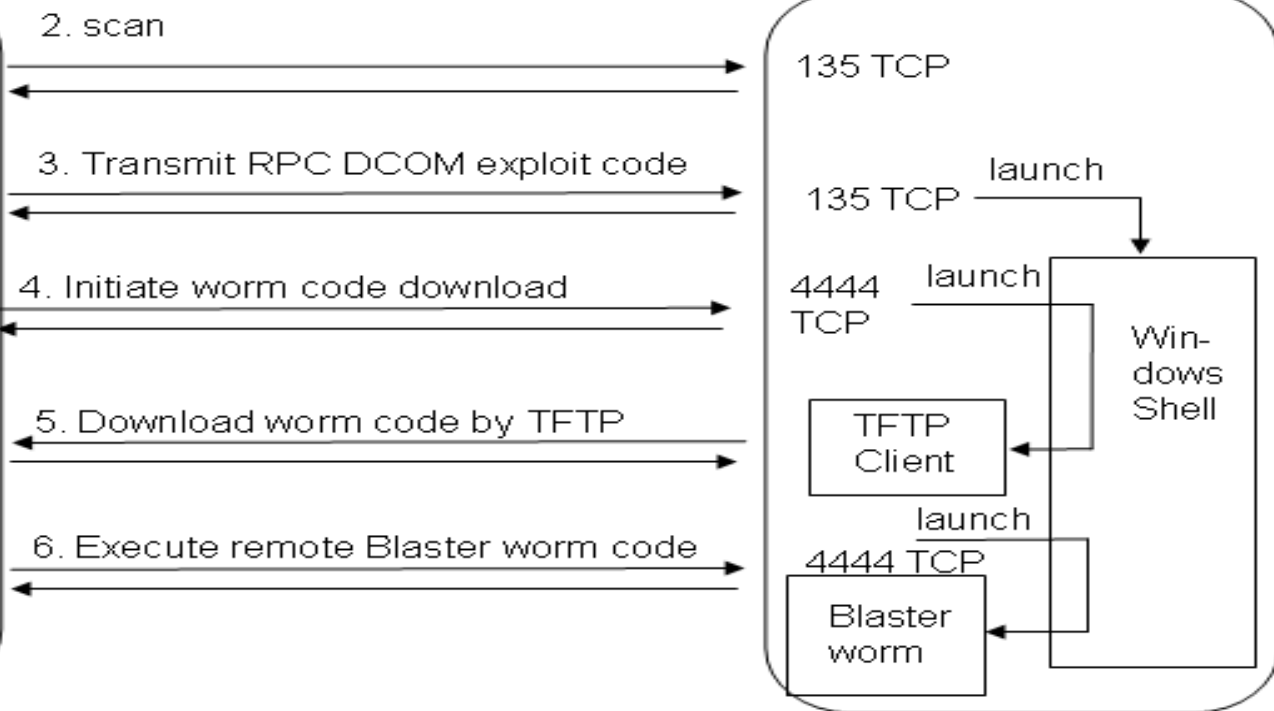 2. scan
135 TCP
3. Transmit RPC DCOM exploit code
launch
135 TCP
4. Initiate worm code download
launch
4444
TCP
Win-
dows
Shell
5. Download worm code by TFTP
TFTP
Client
launch
6. Execute remote Blaster worm code
4444 TCP
Blaster
worm